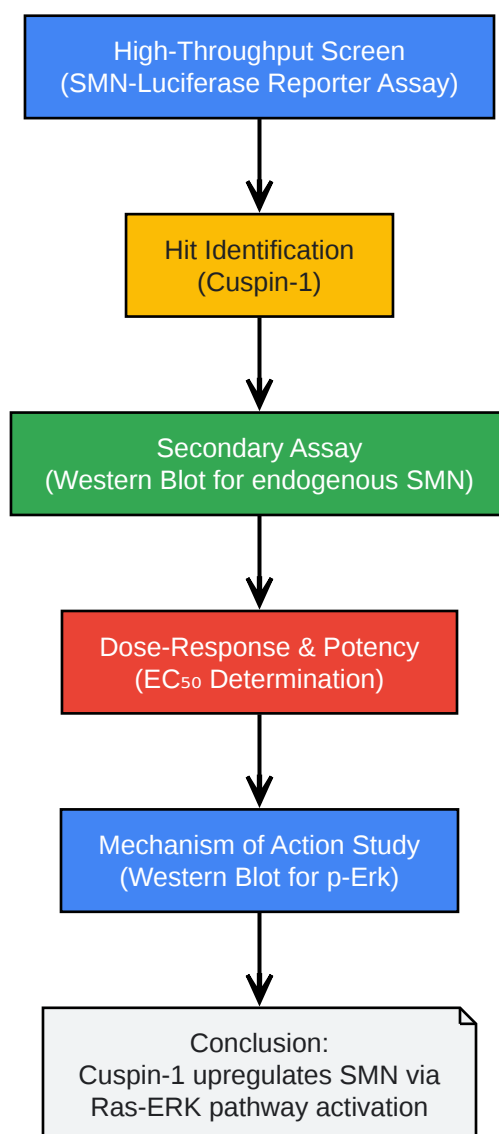 High-Throughput Screen
(SMN-Luciferase Reporter Assay)
Hit Identification
(Cuspin-1)
Secondary Assay
(Western Blot for endogenous SMN)
Dose-Response & Potency
(EC₅₀ Determination)
Mechanism of Action Study
(Western Blot for p-Erk)
Conclusion:
Cuspin-1 upregulates SMN via
Ras-ERK pathway activation